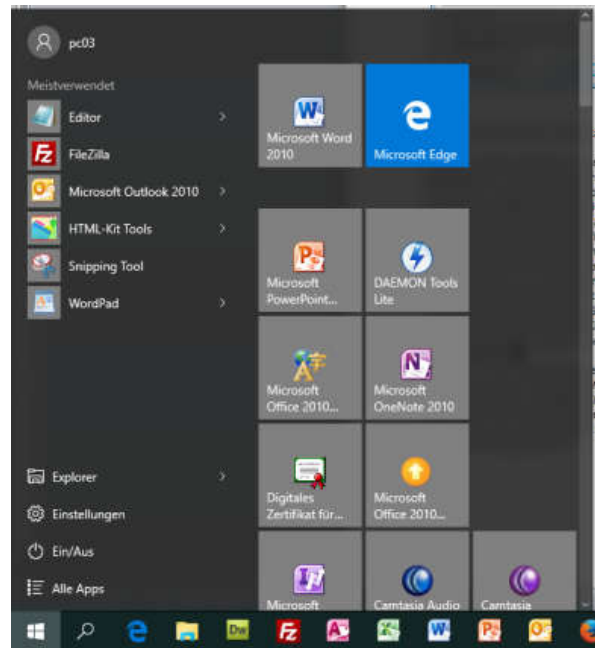 pc03
Meistverwendet
Editor
FileZilla
Microsoft Outlook 2010
HTML-Kit Tools
Snipping Tool
WordPad
Explorer
Einstellungen
Ein/Aus
Alle Apps
Microsoft Word
2010
Microsoft Edge
Microsoft
PowerPoint...
DAEMON Tools
Lite
Microsoft
Office 2010...
Microsoft
OneNote 2010
Digitales
Zertifikat für...
Microsoft
Office 2010...
Microsoft
Camtasia Audio
Camtasia
Dw